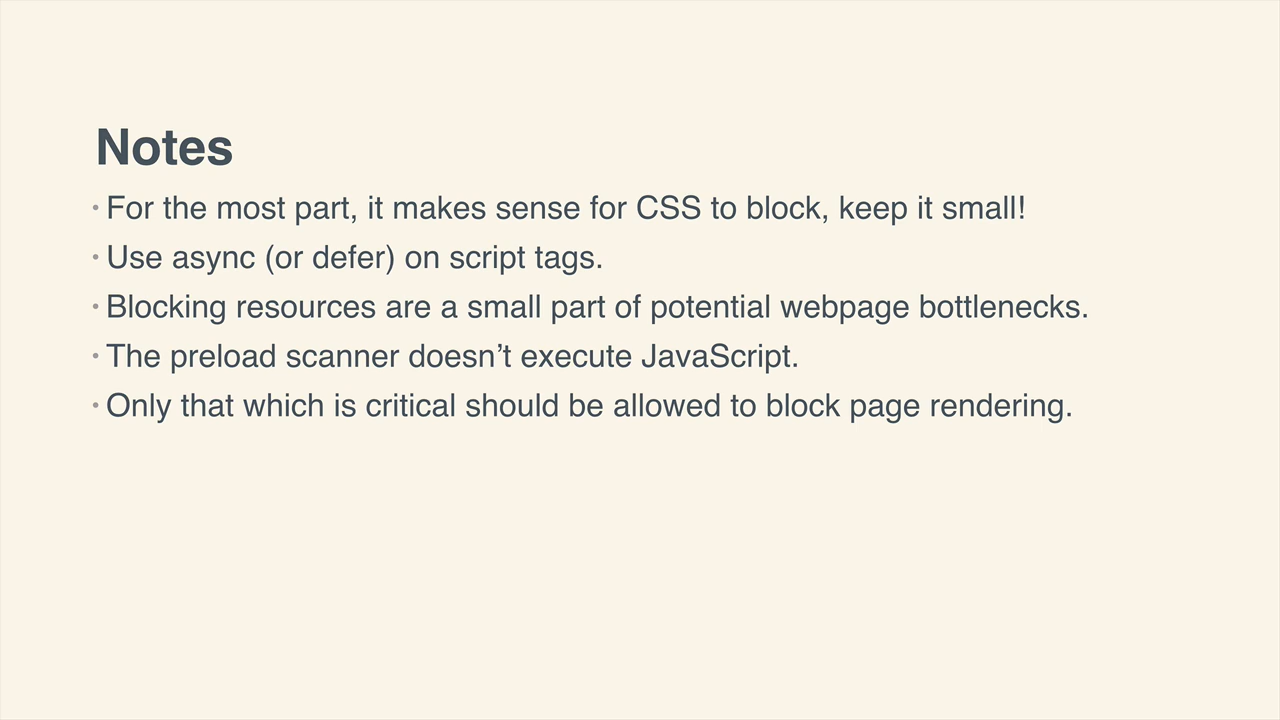 Notes
• For the most part, it makes sense for CSS to block, keep it small!
• Use async (or defer) on script tags.
• Blocking resources are a small part of potential webpage bottlenecks.
• The preload scanner doesn’t execute JavaScript.
• Only that which is critical should be allowed to block page rendering.